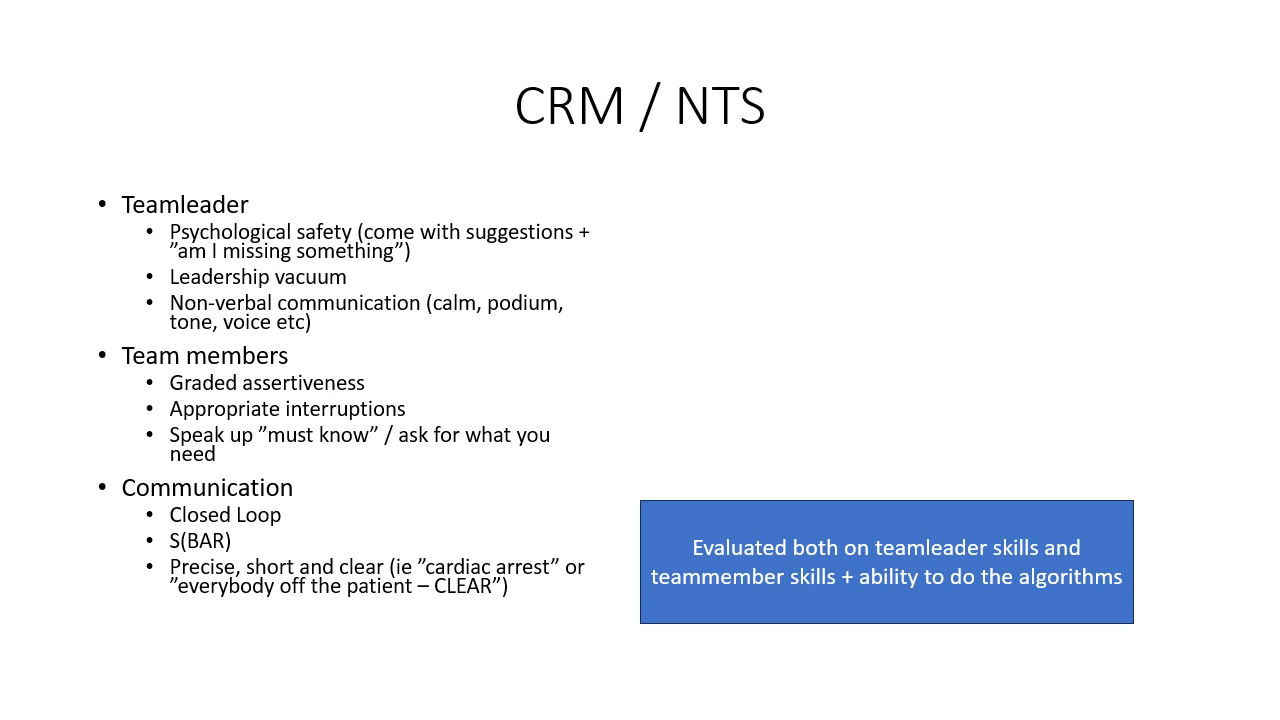 CRM / NTS
• Teamleader
• Psychological safety (come with suggestions +
”am I missing something”)
• Leadership vacuum
• Non-verbal communication (calm, podium,
tone, voice etc)
• Team members
• Graded assertiveness
• Appropriate interruptions
• Speak up ”must know” / ask for what you
need
• Communication
• Closed Loop
• S(BAR)
• Precise, short and clear (ie ”cardiac arrest” or
”everybody off the patient – CLEAR”)
Evaluated both on teamleader skills and
teammember skills + ability to do the algorithms